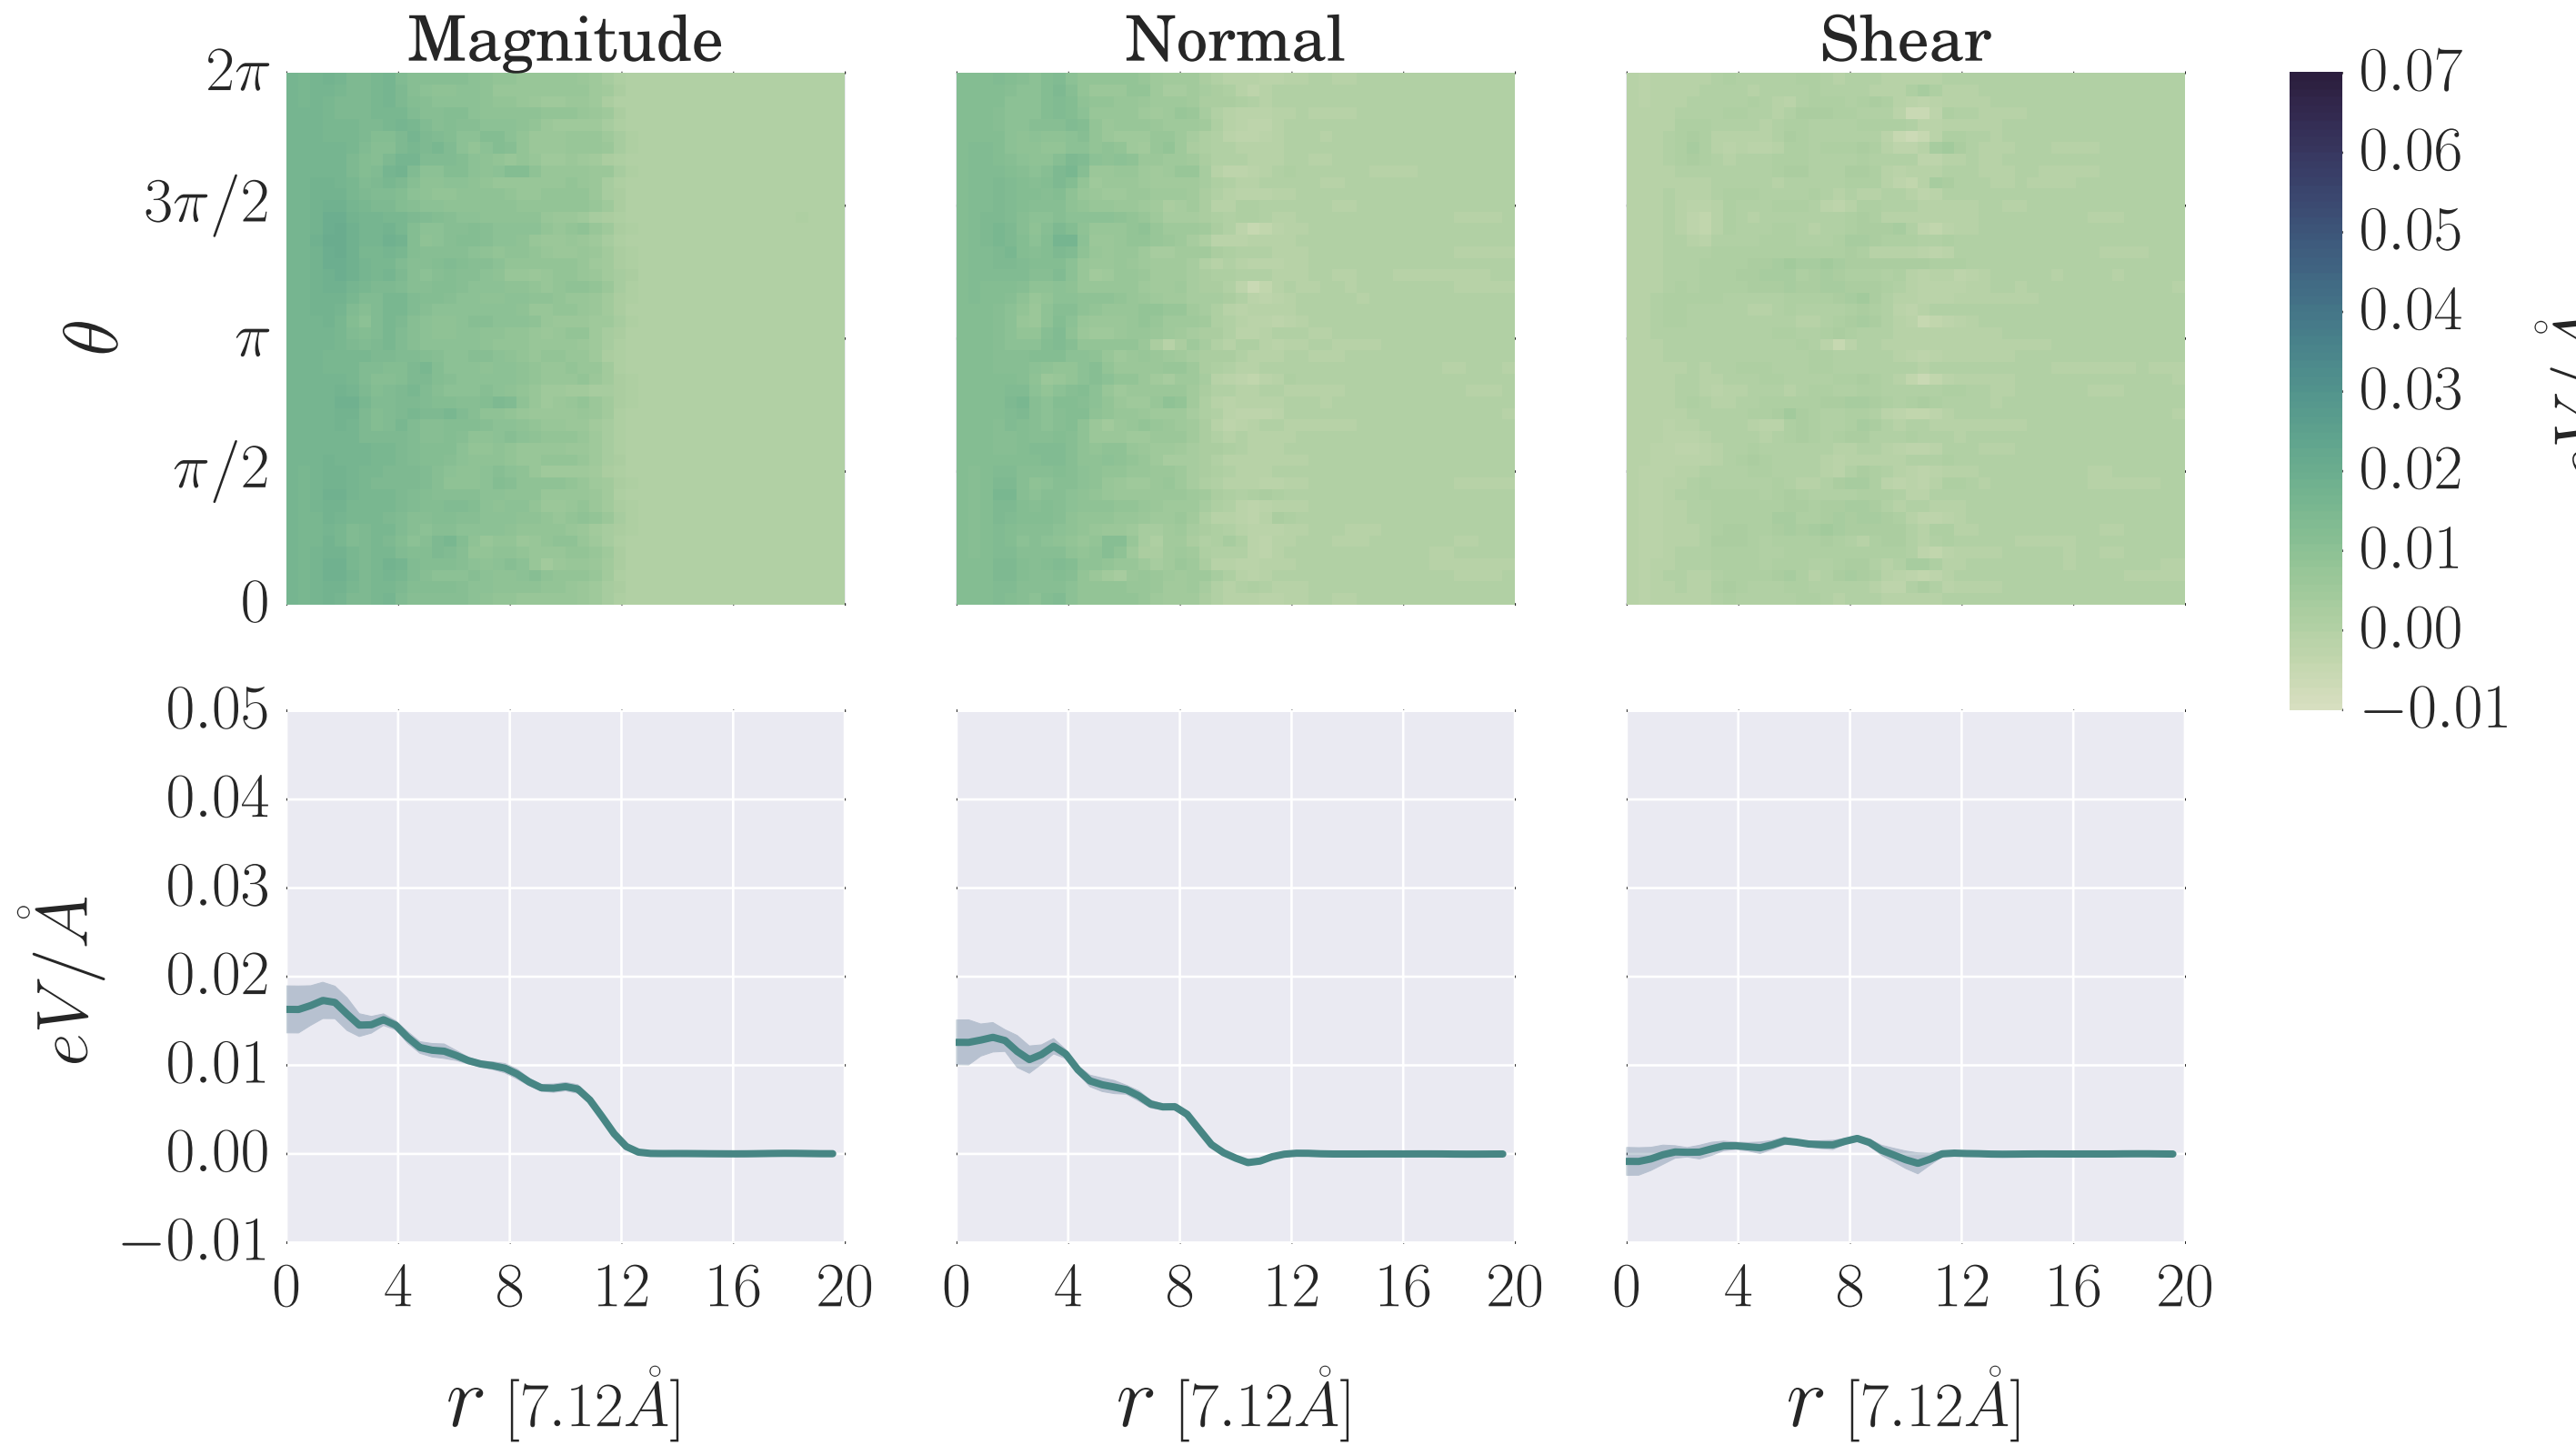 Magnitude Normal Shear
θ
2π
3π/2
π
π/2
0
0.07
0.06
0.05
0.04
0.03
0.02
0.01
0.00
−0.01
eV/Å
0.05
0.04
0.03
0.02
0.01
0.00
−0.01
eV/Å
0 4 8 12 16 20
0 4 8 12 16 20
0 4 8 12 16 20
r [7.12Å]
r [7.12Å]
r [7.12Å]